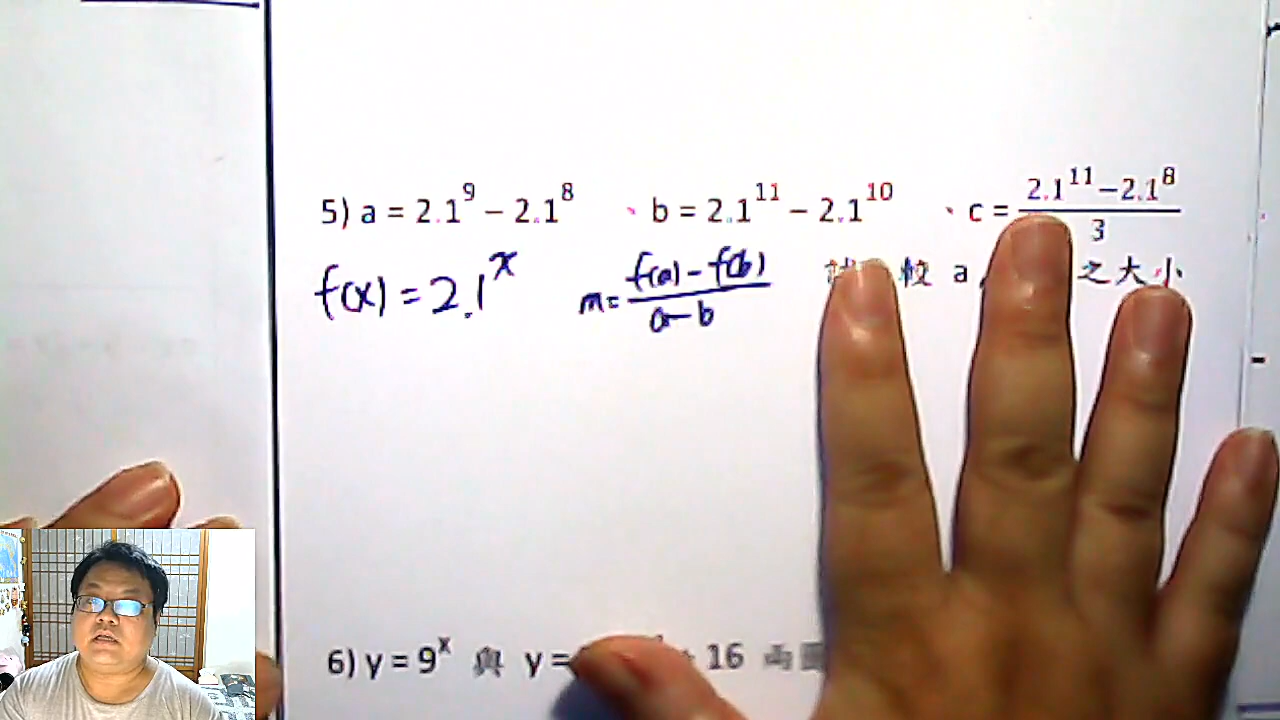 5) a = 2.1⁹ − 2.1⁸ 、 b = 2.1¹¹ − 2.1¹⁰ 、 c = (2.1¹¹ − 2.1⁸)/3
較 a 之大小
f(x) = 2.1ˣ m = (f(a) − f(b))/(a − b)
6) y = 9ˣ 與 y = 16 兩